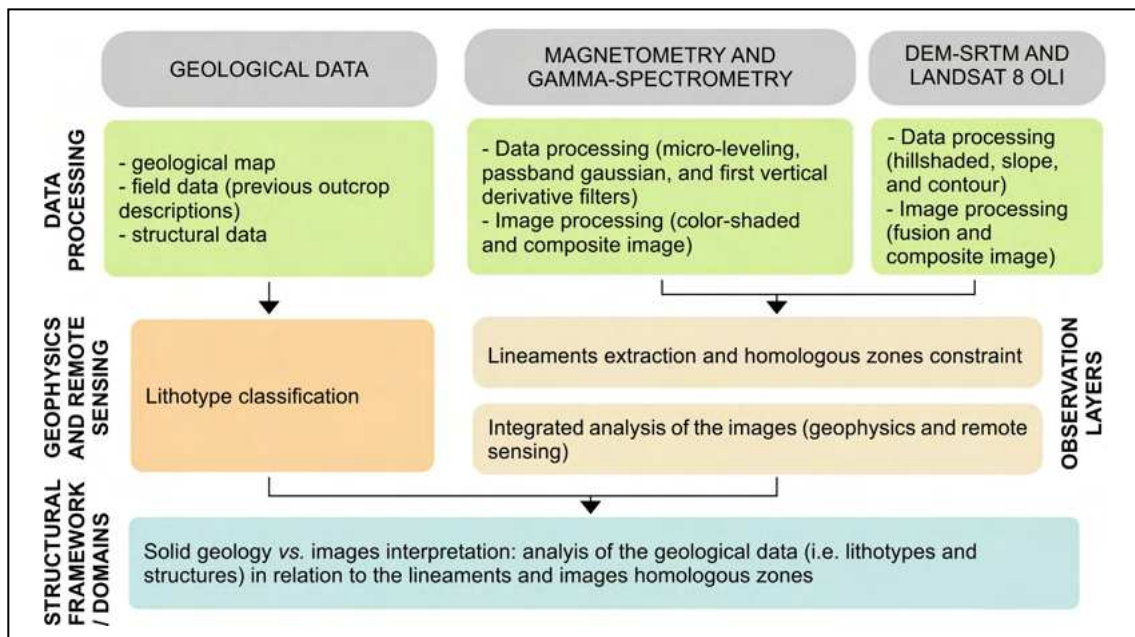 GEOLOGICAL DATA
MAGNETOMETRY AND
GAMMA-SPECTROMETRY
DEM-SRTM AND
LANDSAT 8 OLI
DATA
PROCESSING
- geological map
- field data (previous outcrop
descriptions)
- structural data
- Data processing (micro-leveling,
passband gaussian, and first vertical
derivative filters)
- Image processing (color-shaded
and composite image)
- Data processing
(hillshaded, slope,
and contour)
- Image processing
(fusion and
composite image)
GEOPHYSICS
AND REMOTE
SENSING
Lithotype classification
Lineaments extraction and homologous zones constraint
Integrated analysis of the images (geophysics and remote
sensing)
OBSERVATION
LAYERS
STRUCTURAL
FRAMEWORK
/ DOMAINS
Solid geology vs. images interpretation: analyis of the geological data (i.e. lithotypes and
structures) in relation to the lineaments and images homologous zones